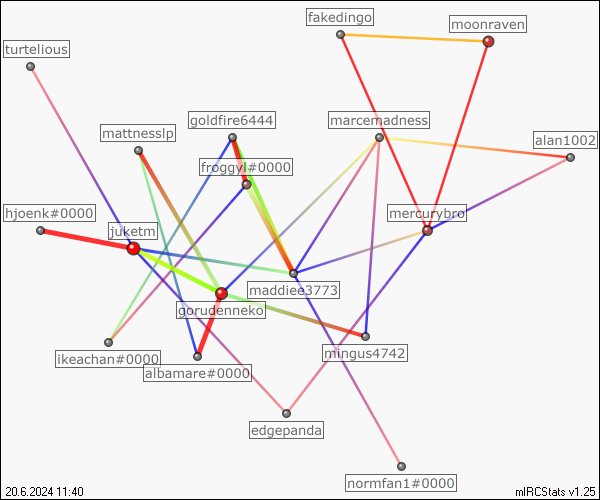 fakedingo
moonraven
turtelious
goldfire6444
marcemadness
mattnesslp
alan1002
froggyl#0000
hjoenk#0000
mercurybro
juketm
maddiee3773
gorudenneko
mingus4742
ikeachan#0000
albamare#0000
edgepanda
normfan1#0000
20.6.2024 11:40
mIRCStats v1.25